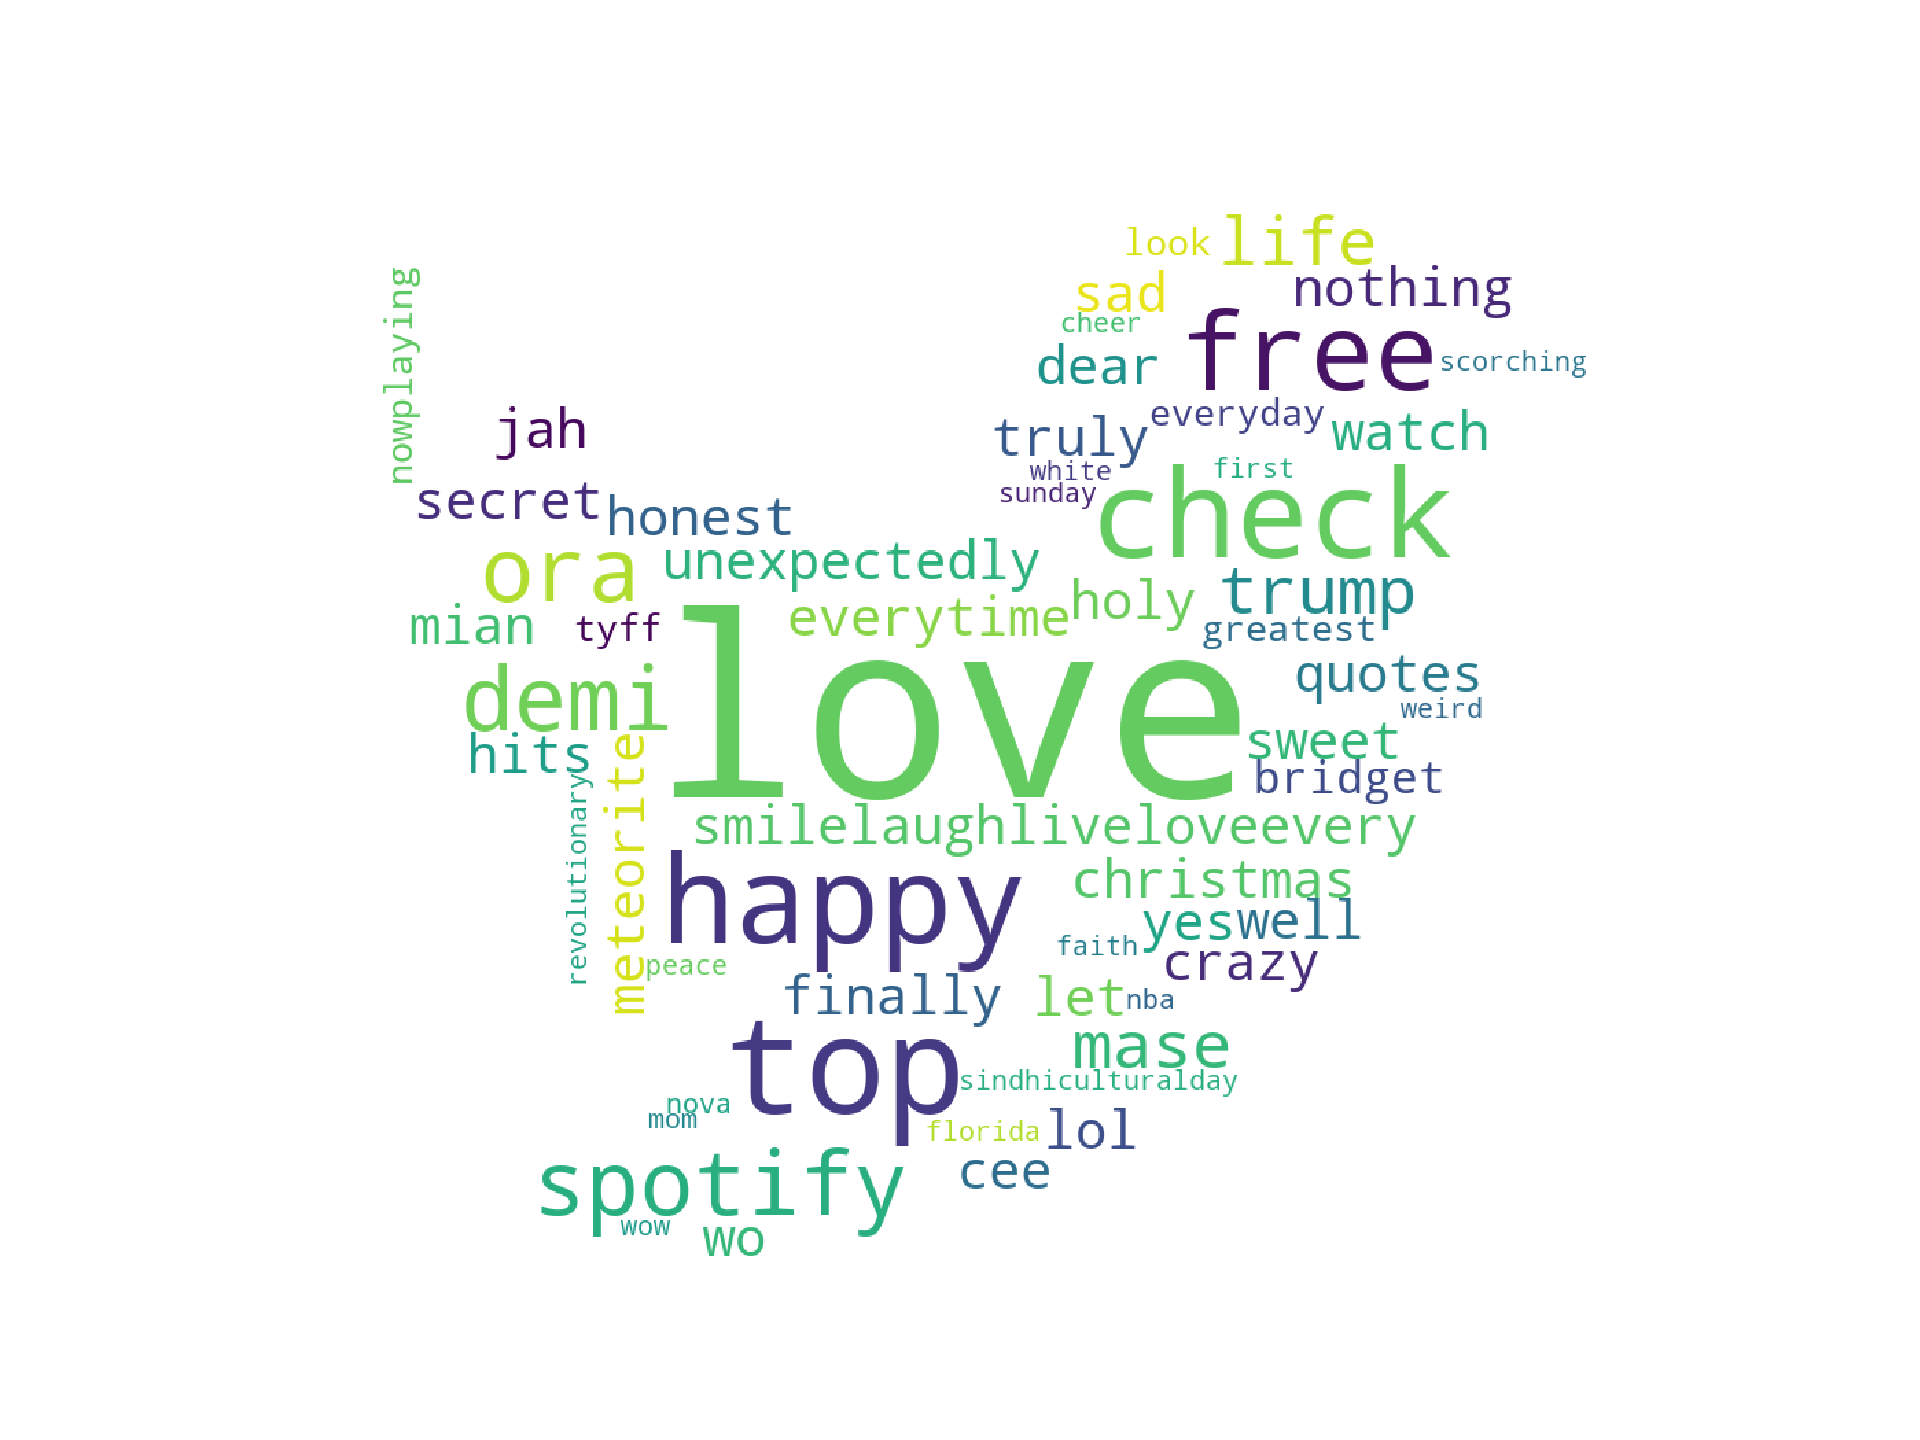 look life
sad nothing
cheer
nowplaying
dear free scorching
everyday
jah truly watch
white first
sunday
secret honest check
ora unexpectedly
trump
holy
mian tyff everytime greatest
love
demi quotes
weird
hits sweet
bridget
meteorite
revolutionary
smilelaughliveloveevery
happy christmas
yes well
faith
crazy
peace
finally let nba
top mase
sindhiculturalday
nova
mom
florida lol
spotify cee
wow wo